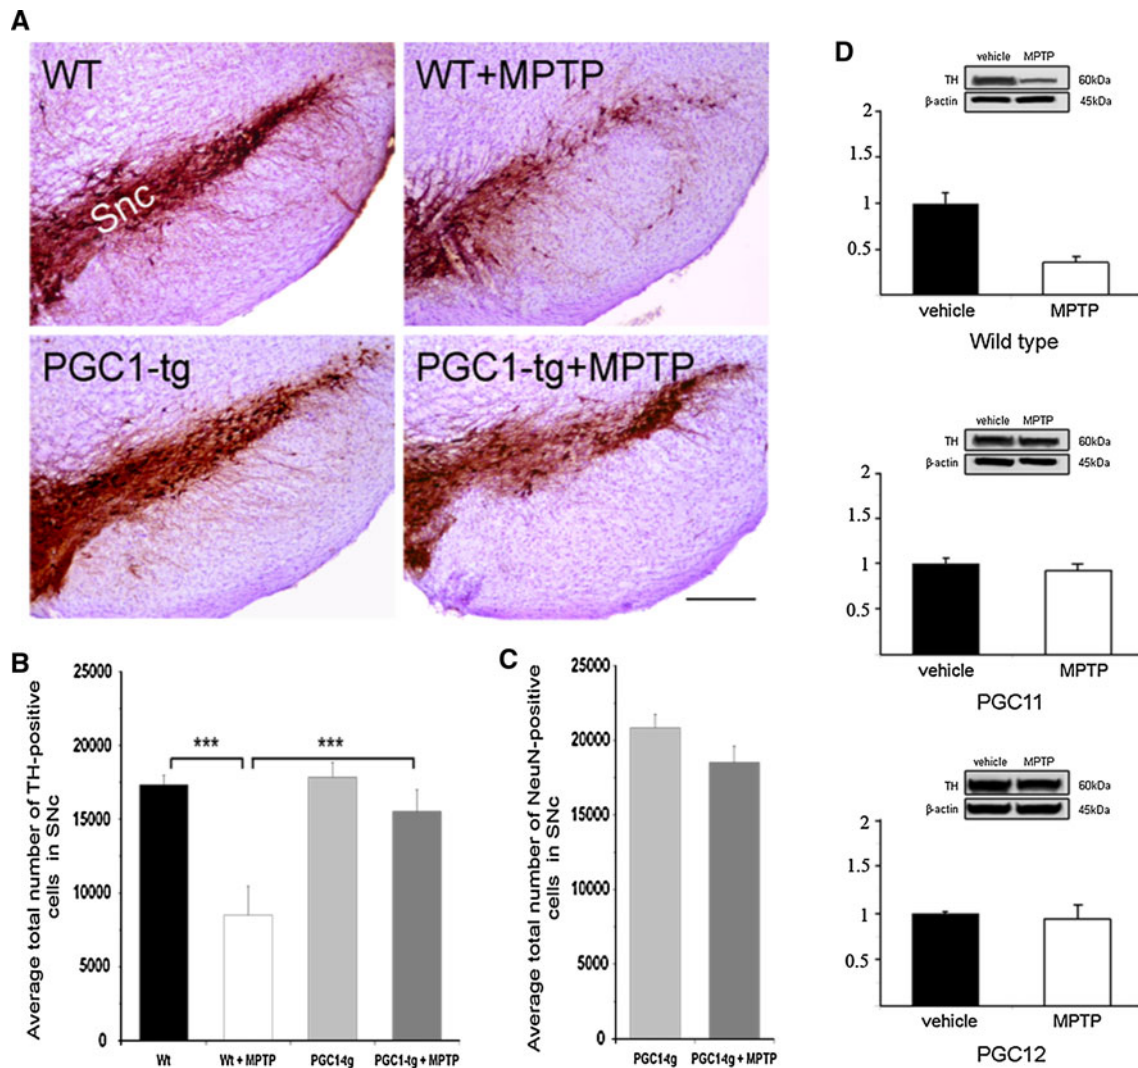 A
WT
Snc
WT+MPTP
PGC1-tg
PGC1-tg+MPTP
B
Average total number of TH-positive
cells in SNc
25000
20000
15000
10000
5000
0
***
***
Wt
Wt + MPTP
PGC1-tg
PGC1-tg + MPTP
C
Average total number of NeuN-positive
cells in SNc
25000
20000
15000
10000
5000
0
PGC1-tg
PGC1-tg + MPTP
D
vehicle MPTP
TH 60kDa
β-actin 45kDa
2
1.5
1
0.5
vehicle MPTP
Wild type
vehicle MPTP
TH 60kDa
β-actin 45kDa
2
1.5
1
0.5
vehicle MPTP
PGC11
vehicle MPTP
TH 60kDa
β-actin 45kDa
2
1.5
1
0.5
vehicle MPTP
PGC12